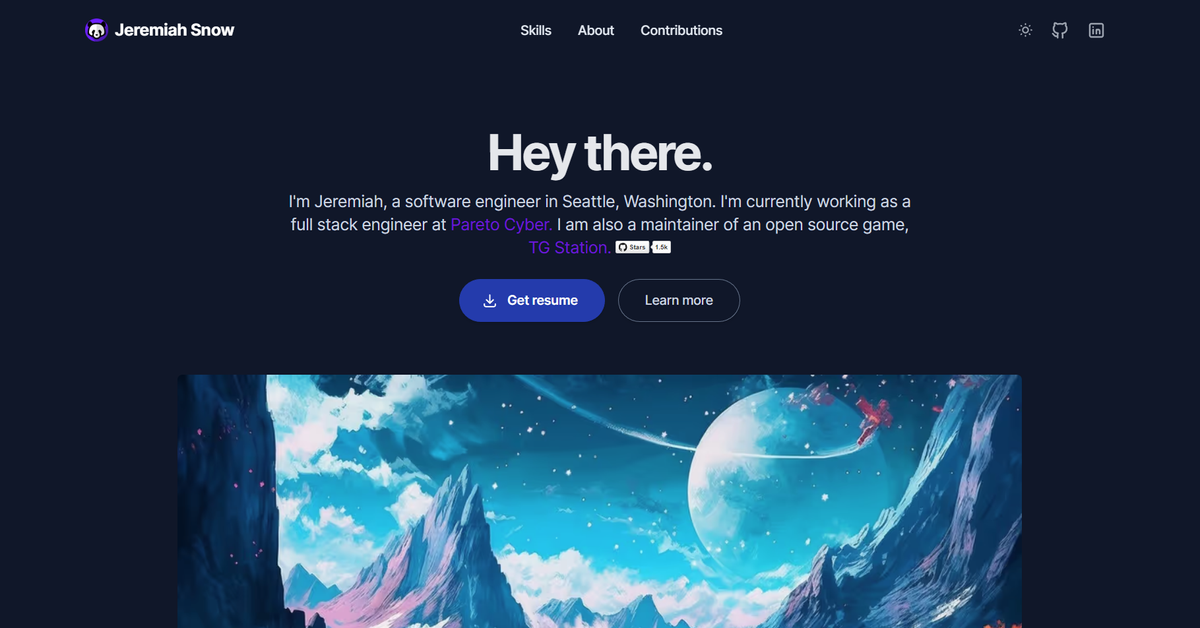 Jeremiah Snow
Skills
About
Contributions
Hey there.
I'm Jeremiah, a software engineer in Seattle, Washington. I'm currently working as a
full stack engineer at Pareto Cyber. I am also a maintainer of an open source game,
TG Station. Stars 1.5k
Get resume
Learn more